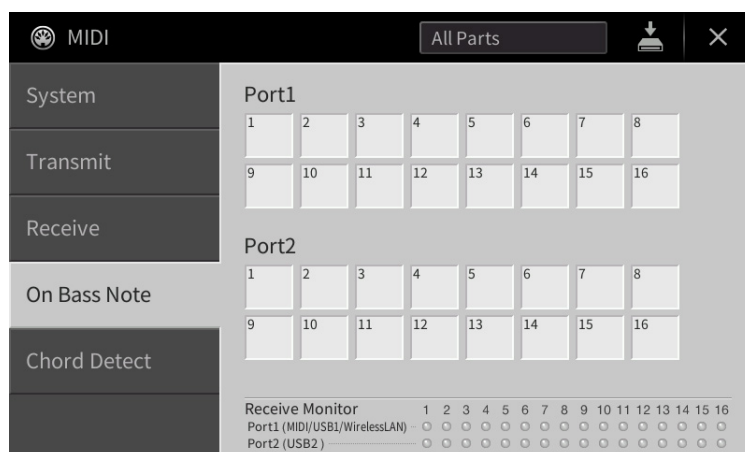 MIDI
All Parts
System
Transmit
Receive
On Bass Note
Chord Detect
Port1
1 2 3 4 5 6 7 8
9 10 11 12 13 14 15 16
Port2
1 2 3 4 5 6 7 8
9 10 11 12 13 14 15 16
Receive Monitor 1 2 3 4 5 6 7 8 9 10 11 12 13 14 15 16
Port1 (MIDI/USB1/WirelessLAN)
Port2 (USB2 )